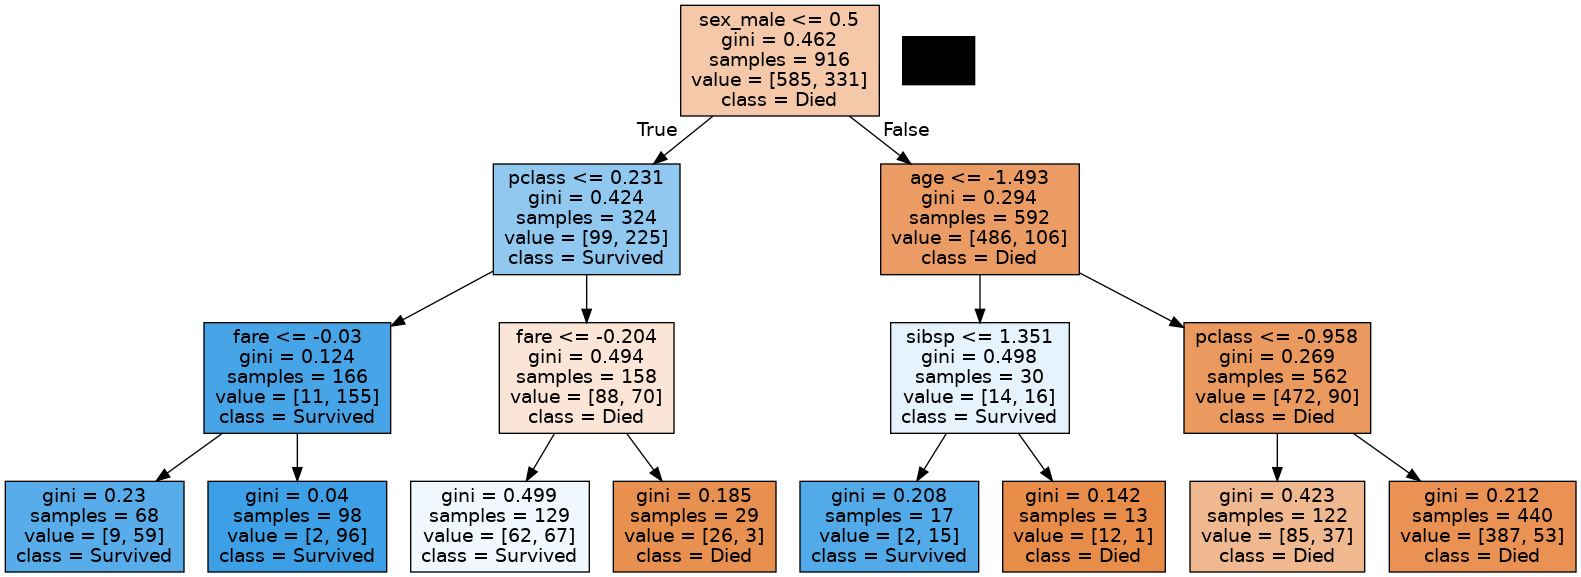 sex_male <= 0.5
gini = 0.462
samples = 916
value = [585, 331]
class = Died
True
False
pclass <= 0.231
gini = 0.424
samples = 324
value = [99, 225]
class = Survived
age <= -1.493
gini = 0.294
samples = 592
value = [486, 106]
class = Died
fare <= -0.03
gini = 0.124
samples = 166
value = [11, 155]
class = Survived
fare <= -0.204
gini = 0.494
samples = 158
value = [88, 70]
class = Died
sibsp <= 1.351
gini = 0.498
samples = 30
value = [14, 16]
class = Survived
pclass <= -0.958
gini = 0.269
samples = 562
value = [472, 90]
class = Died
gini = 0.23
samples = 68
value = [9, 59]
class = Survived
gini = 0.04
samples = 98
value = [2, 96]
class = Survived
gini = 0.499
samples = 129
value = [62, 67]
class = Survived
gini = 0.185
samples = 29
value = [26, 3]
class = Died
gini = 0.208
samples = 17
value = [2, 15]
class = Survived
gini = 0.142
samples = 13
value = [12, 1]
class = Died
gini = 0.423
samples = 122
value = [85, 37]
class = Died
gini = 0.212
samples = 440
value = [387, 53]
class = Died